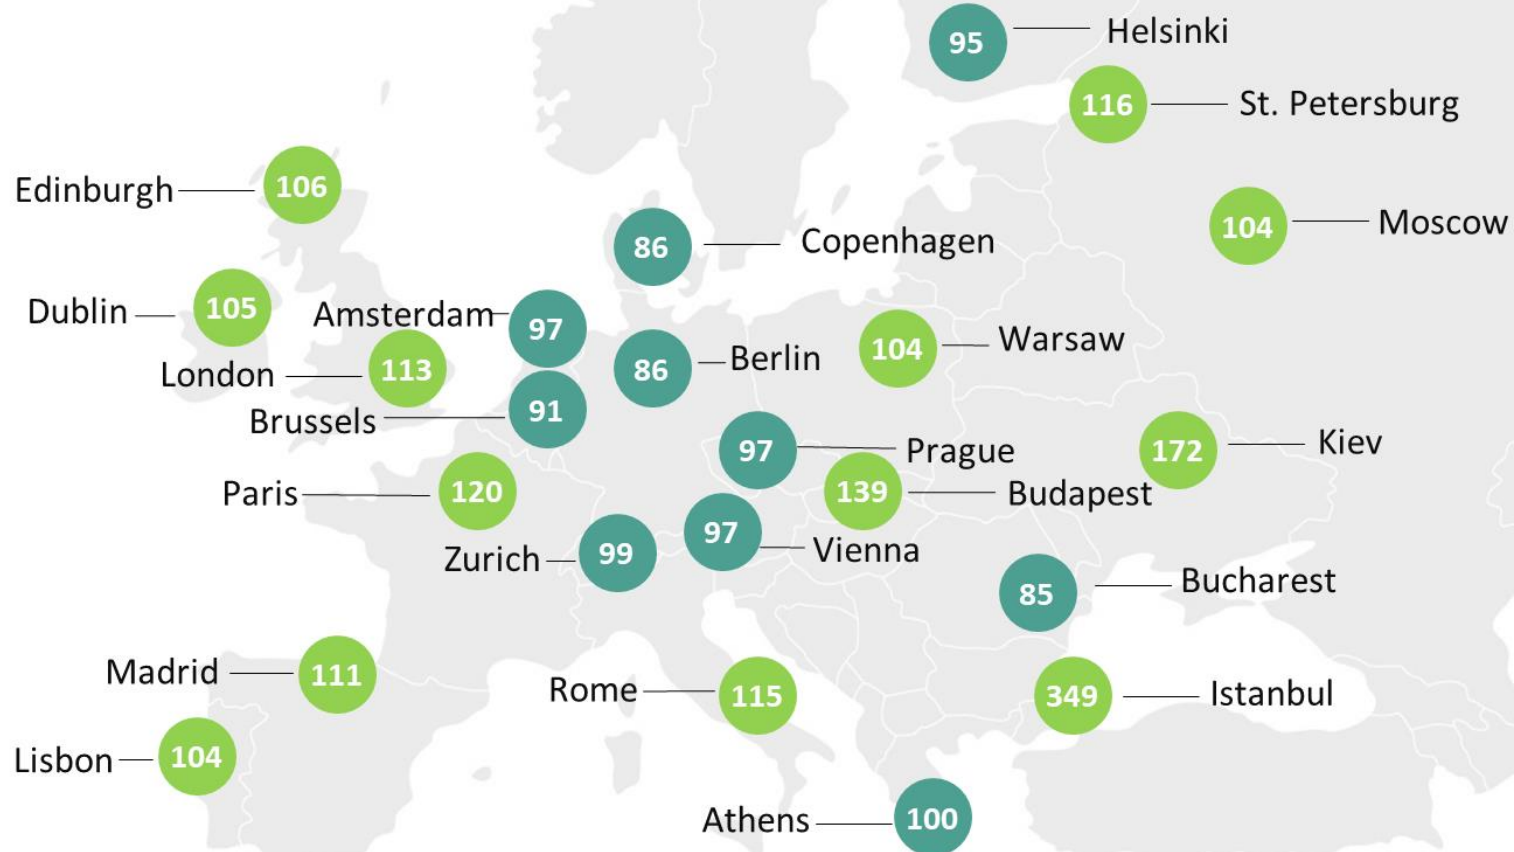 95 Helsinki
116 St. Petersburg
Edinburgh 106
104 Moscow
86 Copenhagen
Dublin 105
Amsterdam 97
London 113
86 Berlin
104 Warsaw
Brussels 91
97 Prague
172 Kiev
Paris 120
139 Budapest
Zurich 99
97 Vienna
85 Bucharest
Madrid 111
Rome 115
349 Istanbul
Lisbon 104
Athens 100